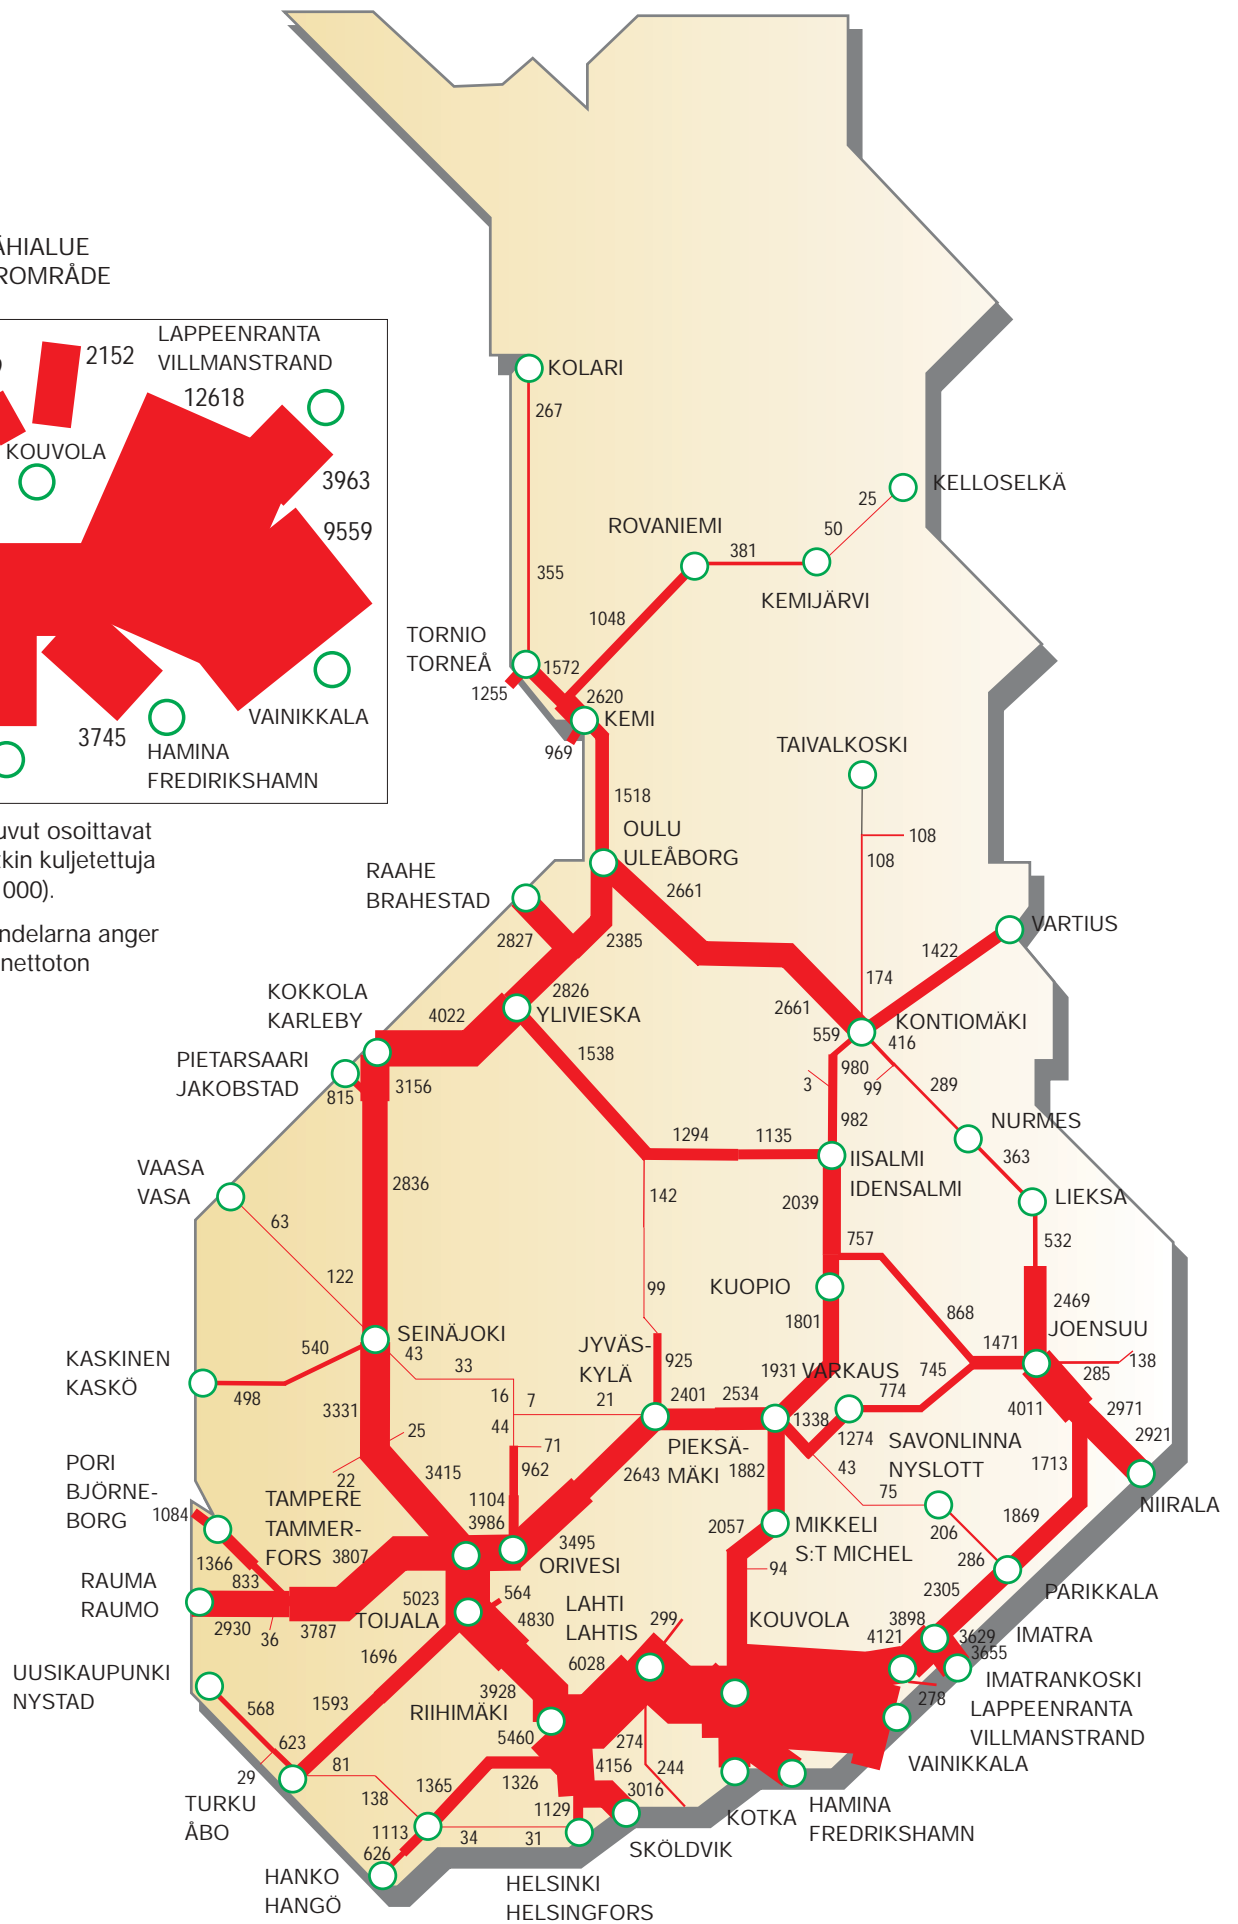 ÄHIALUE
ROMRÅDE
LAPPEENRANTA
VILLMANSTRAND
2152
12618
KOUVOLA
3963
9559
VAINIKKALA
3745
HAMINA
FREDIRIKSHAMN
uvut osoittavat
tkin kuljetettuja
000).
ndelarna anger
nettoton
KOLARI
267
KELLOSELKÄ
25
50
ROVANIEMI
381
KEMIJÄRVI
355
1048
TORNIO
TORNEÅ
1572
1255
2620
KEMI
969
TAIVALKOSKI
1518
OULU
ULEÅBORG
108
108
RAAHE
BRAHESTAD
2661
2827
2385
VARTIUS
1422
174
2826
KOKKOLA
KARLEBY
4022
YLIVIESKA
2661
KONTIOMÄKI
559
416
PIETARSAARI
JAKOBSTAD
815
3156
1538
980
3
99
289
982
NURMES
363
1294
1135
IISALMI
IDENSALMI
VAASA
VASA
2836
142
2039
LIEKSA
63
757
532
122
99
KUOPIO
2469
868
SEINÄJOKI
1801
1471
JOENSUU
138
43
33
JYVÄS-
KYLÄ
925
KASKINEN
KASKÖ
540
498
1931
VARKAUS
745
285
774
16
7
21
2401
2534
1338
4011
2971
3331
25
44
71
1274
2921
22
962
PIEKSÄ-
MÄKI
1882
43
SAVONLINNA
NYSLOTT
1713
PORI
BJÖRNE-
BORG
1084
3415
2643
75
NIIRALA
TAMPERE
TAMMER-
FORS
1104
3986
1869
206
3807
3495
2057
MIKKELI
S:T MICHEL
1366
833
ORIVESI
94
286
RAUMA
RAUMO
2930
36
3787
5023
564
2305
PARIKKALA
TOIJALA
4830
LAHTI
LAHTIS
299
KOUVOLA
3898
4121
3629
IMATRA
3655
1696
6028
UUSIKAUPUNKI
NYSTAD
IMATRANKOSKI
278
LAPPEENRANTA
VILLMANSTRAND
568
1593
3928
RIIHIMÄKI
5460
623
274
VAINIKKALA
29
81
4156
244
138
1365
1326
3016
TURKU
ÅBO
1113
1129
KOTKA
HAMINA
FREDRIKSHAMN
34
31
626
SKÖLDVIK
HANKO
HANGÖ
HELSINKI
HELSINGFORS